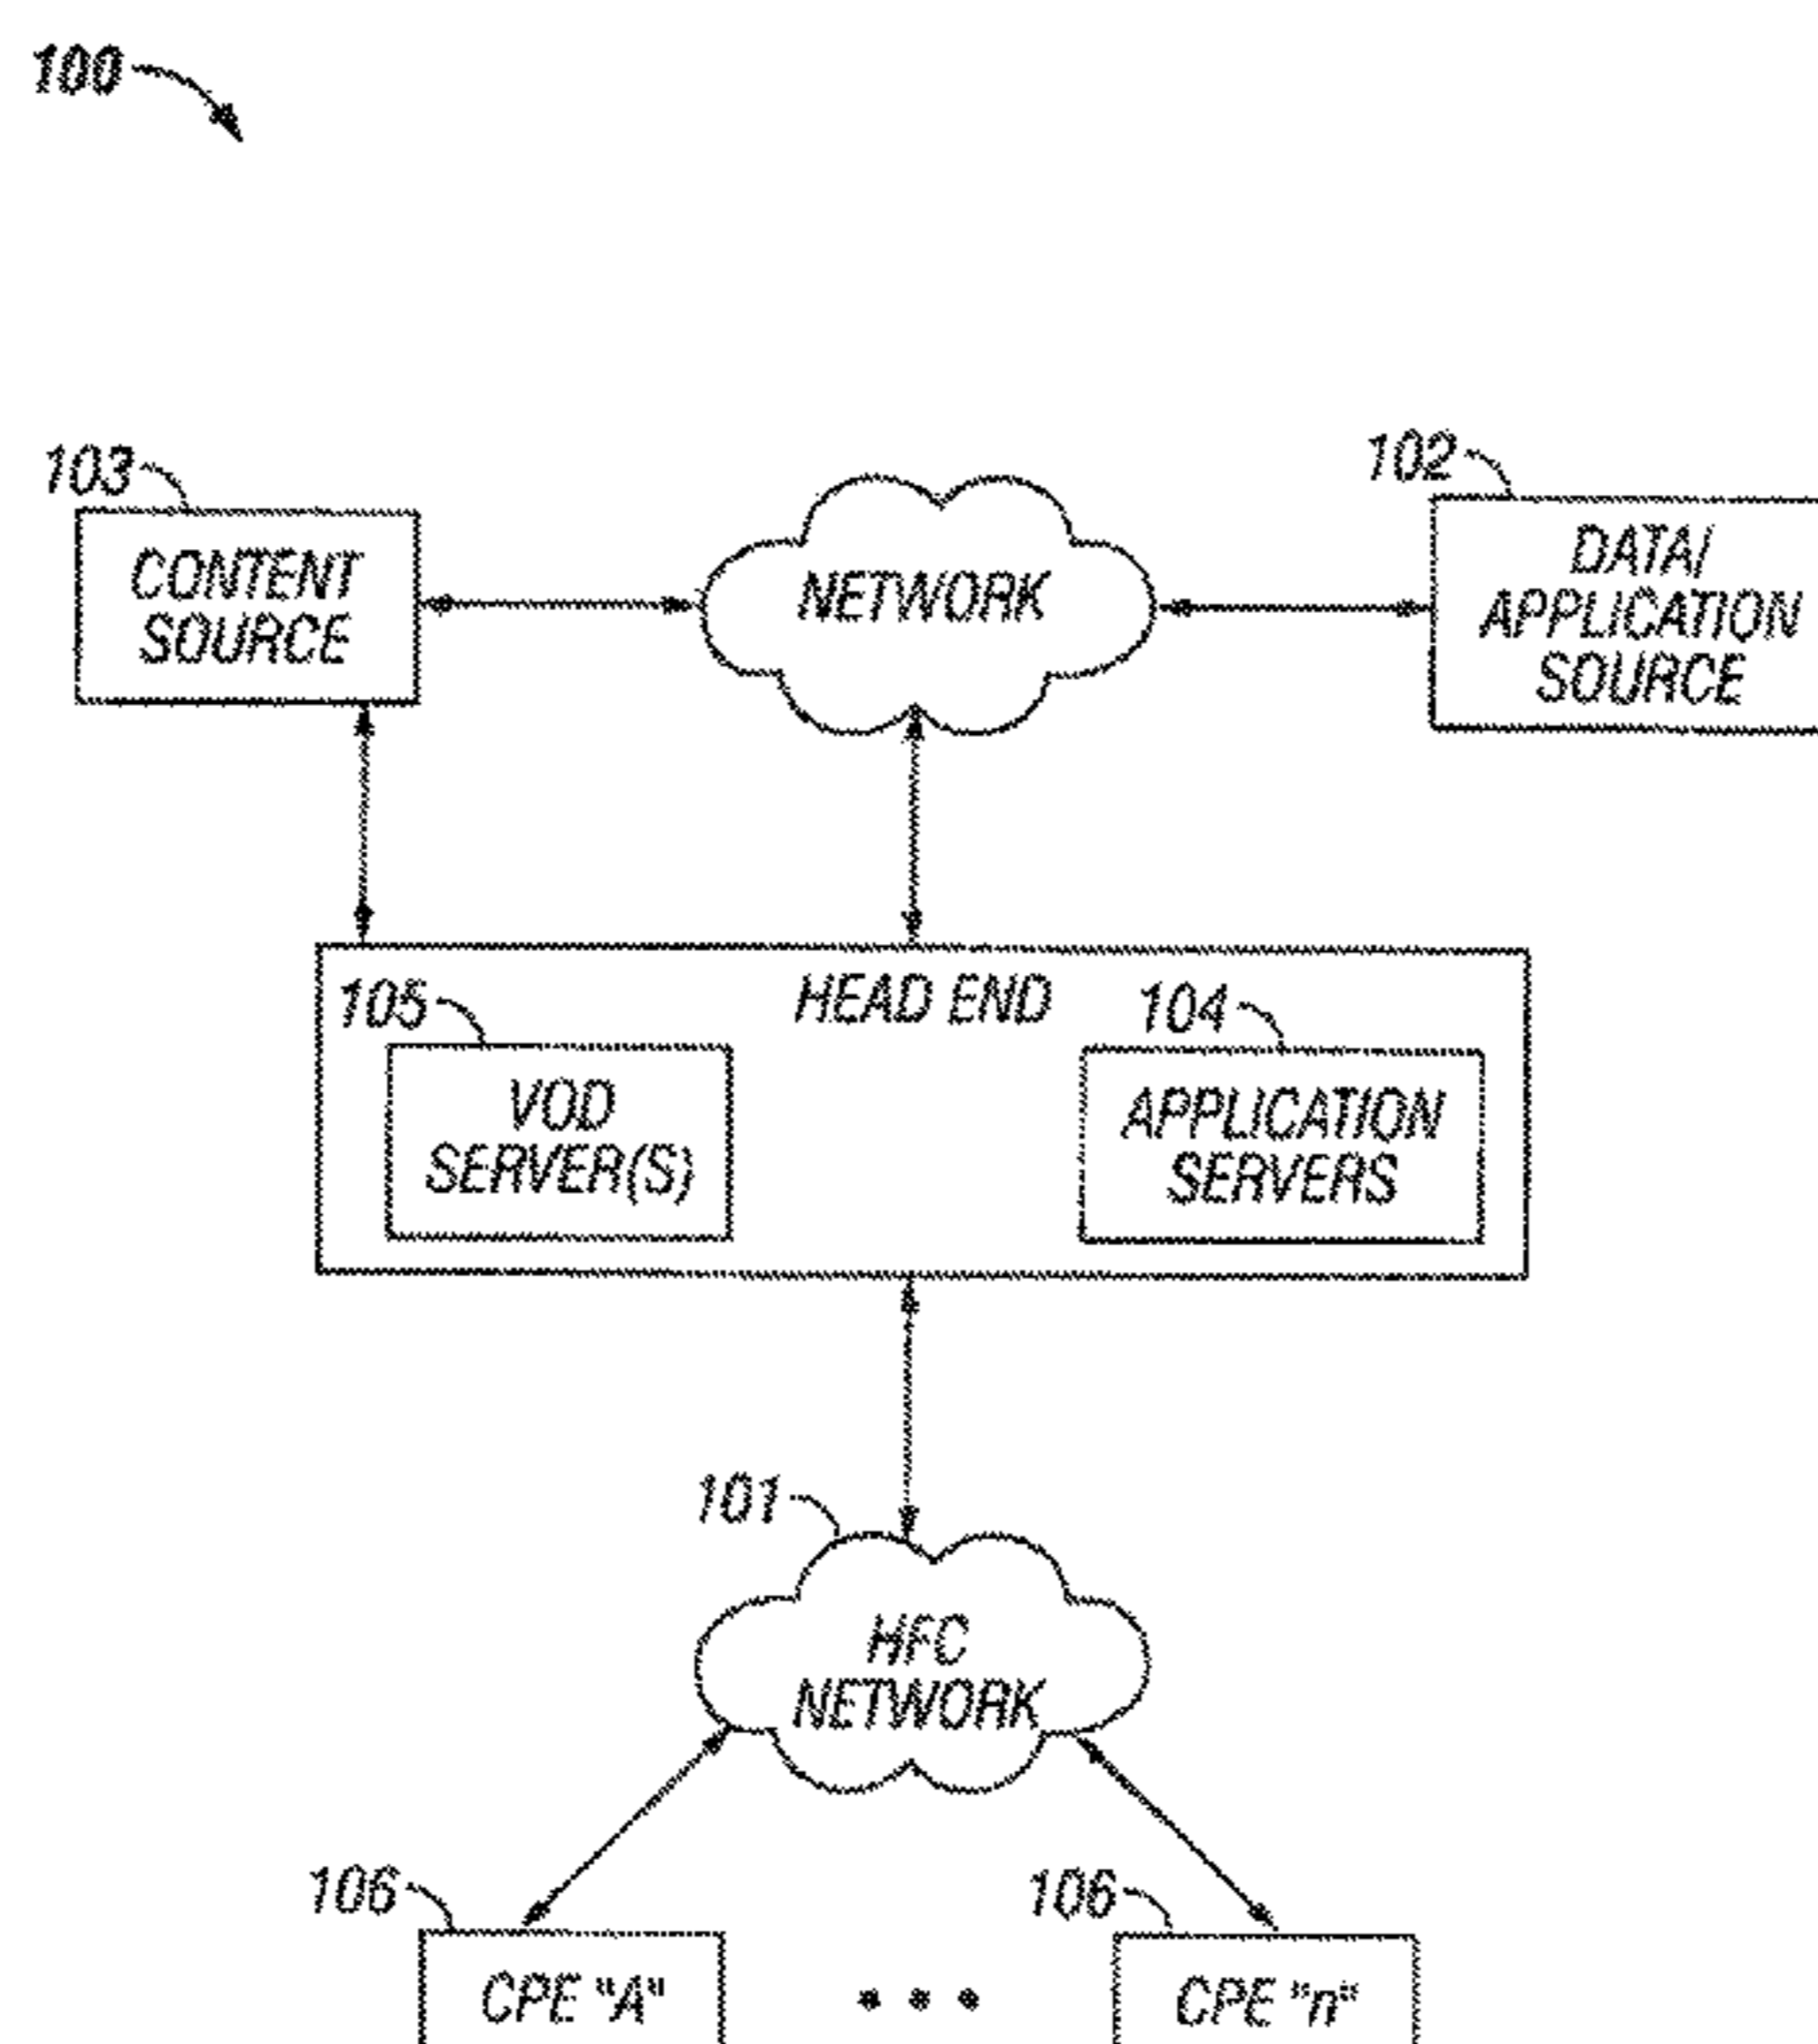 100
103
102
CONTENT
SOURCE
NETWORK
DATA/
APPLICATION
SOURCE
105
HEAD END
104
VOD
SERVER(S)
APPLICATION
SERVERS
101
HFC
NETWORK
106
106
CPE "A"
• • •
CPE "n"